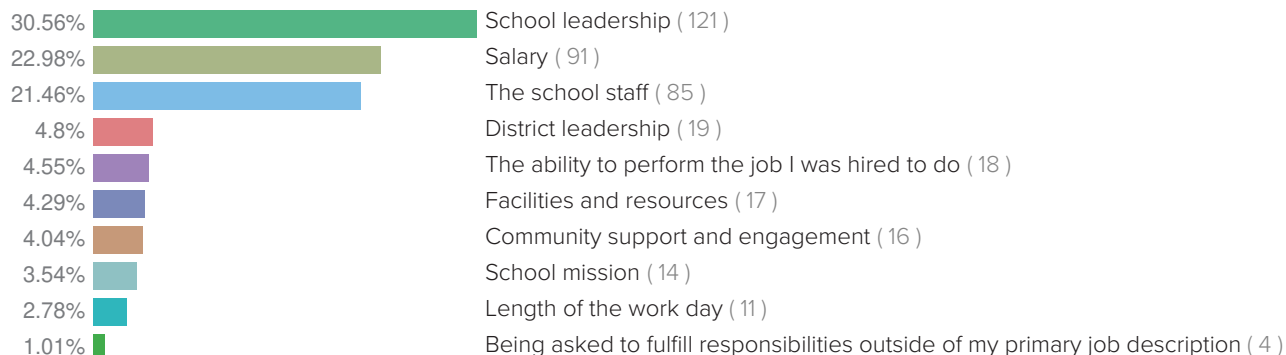 30.56% School leadership ( 121 )
22.98% Salary ( 91 )
21.46% The school staff ( 85 )
4.8% District leadership ( 19 )
4.55% The ability to perform the job I was hired to do ( 18 )
4.29% Facilities and resources ( 17 )
4.04% Community support and engagement ( 16 )
3.54% School mission ( 14 )
2.78% Length of the work day ( 11 )
1.01% Being asked to fulfill responsibilities outside of my primary job description ( 4 )